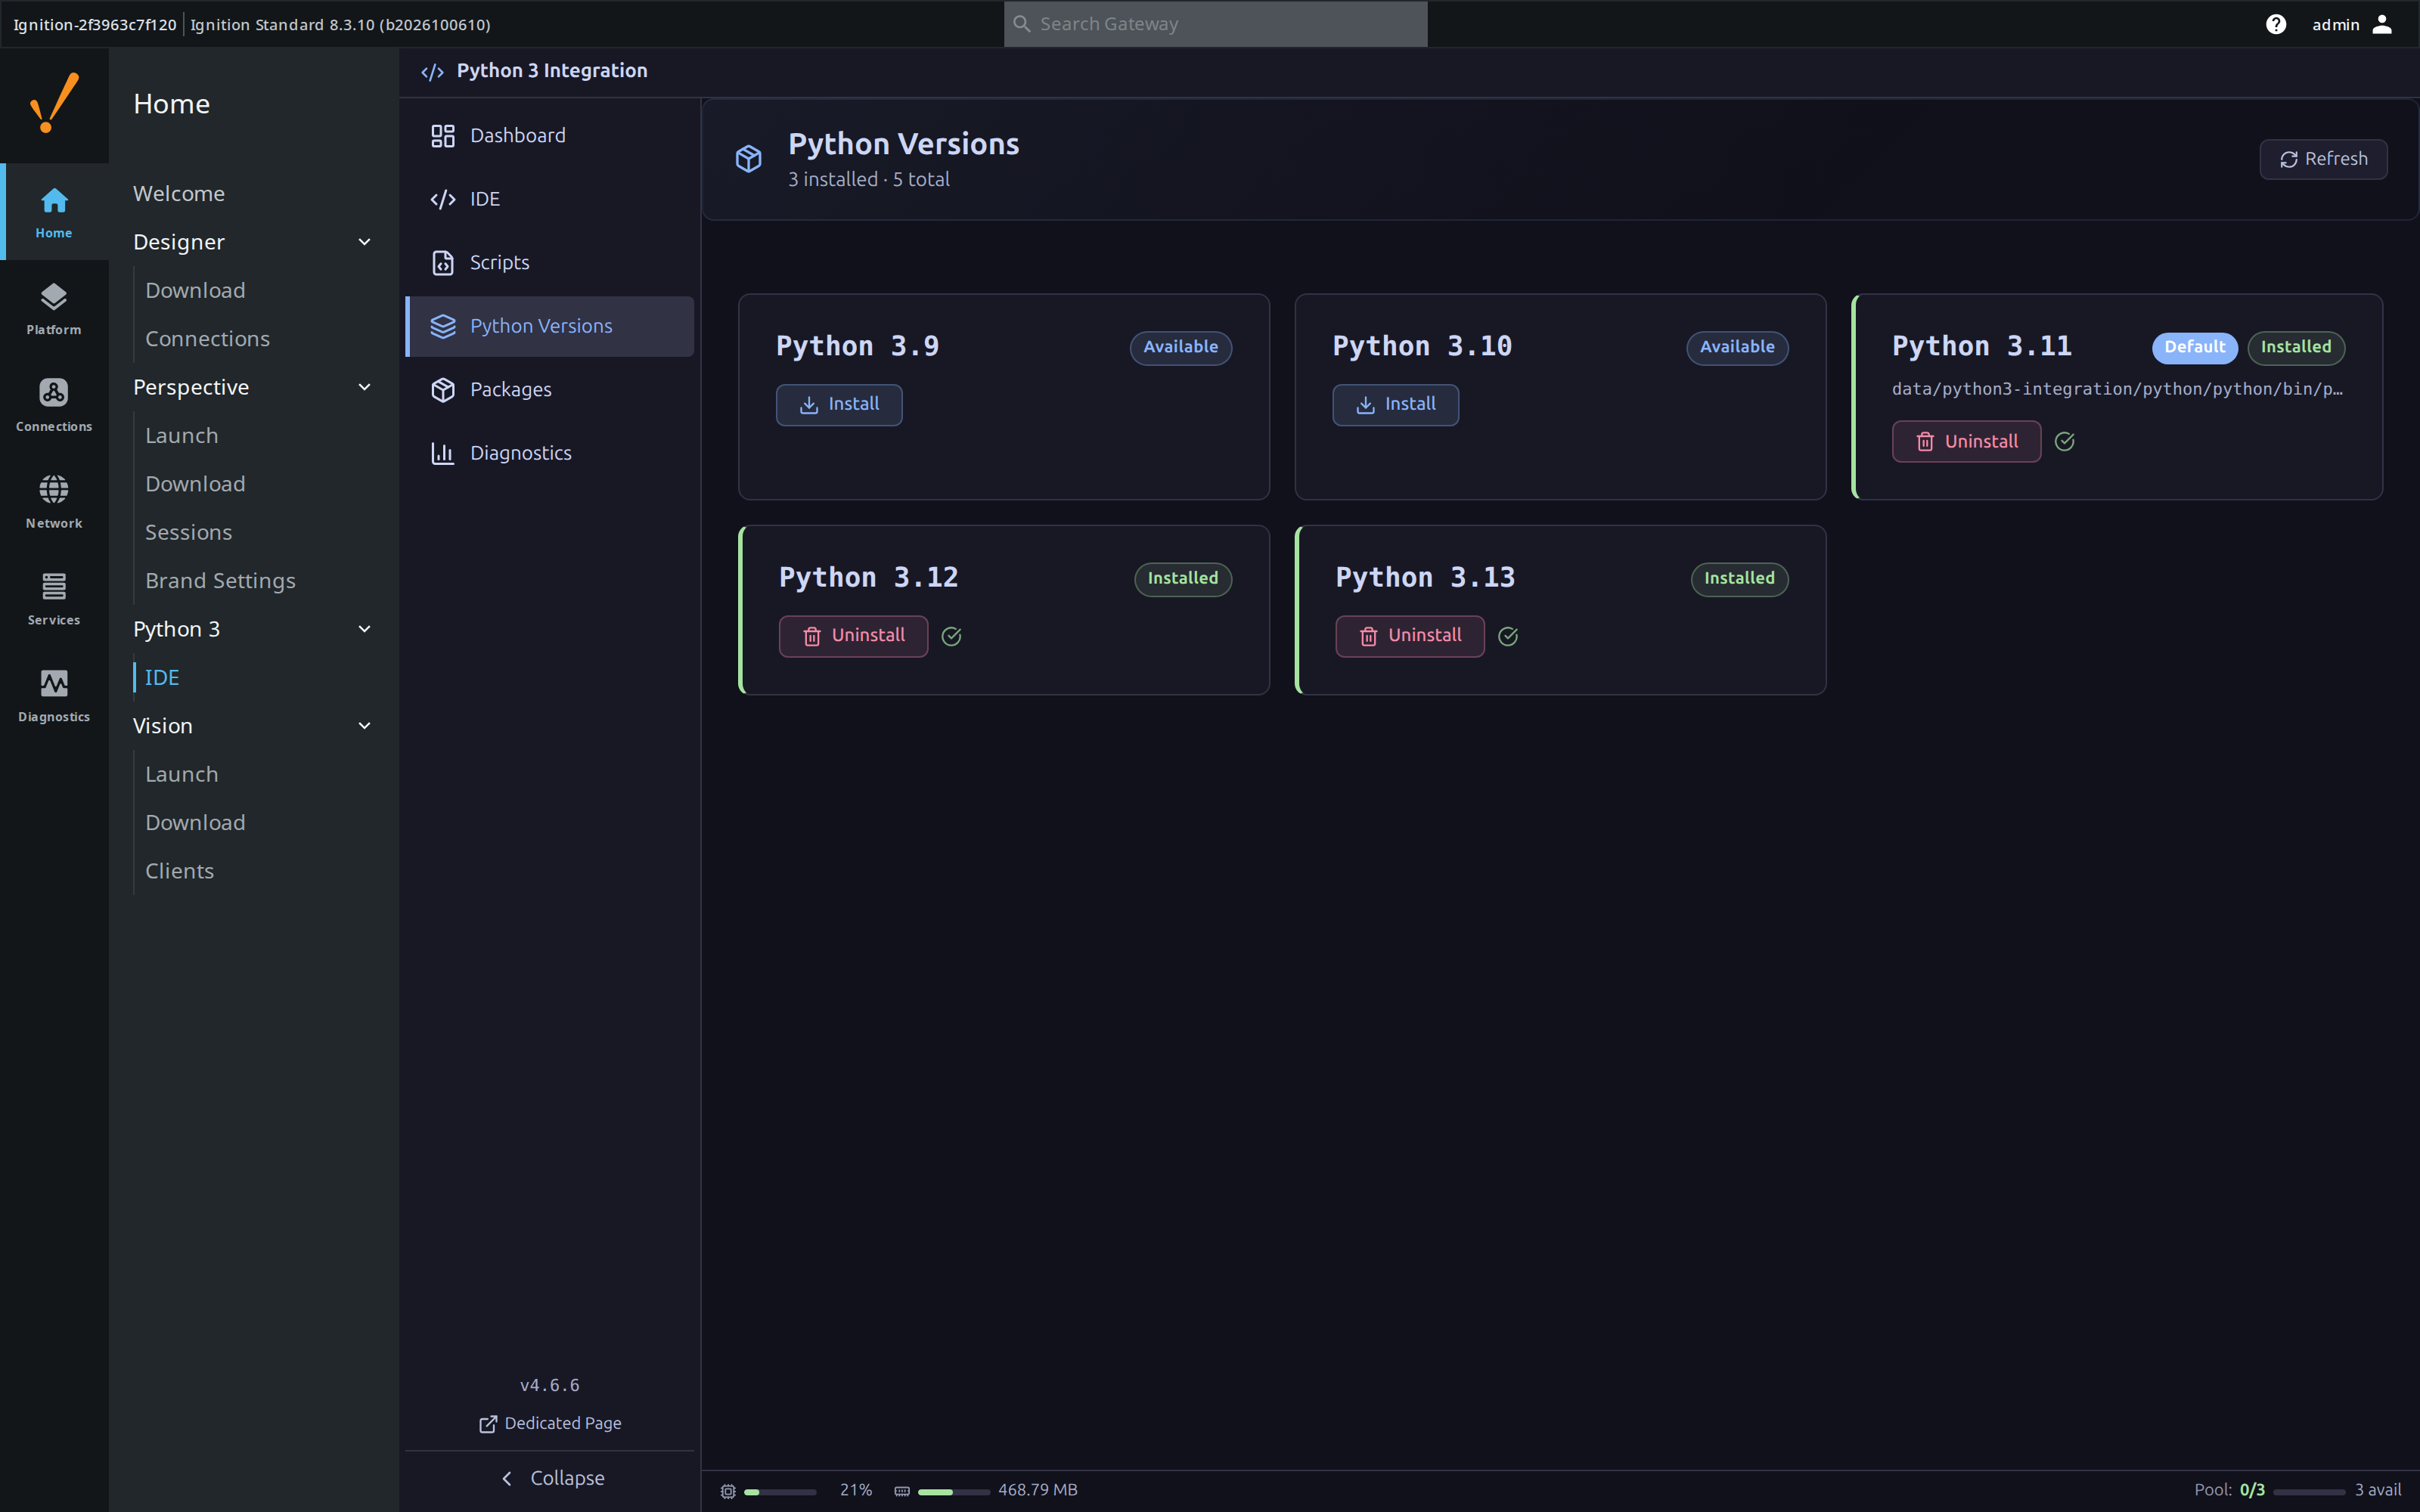 Ignition-2f3963c7f120 Ignition Standard 8.3.10 (b2026100610)
Search Gateway
admin
Home
Platform
Connections
Network
Services
Diagnostics
Home
Welcome
Designer
Download
Connections
Perspective
Launch
Download
Sessions
Brand Settings
Python 3
IDE
Vision
Launch
Download
Clients
Python 3 Integration
Dashboard
IDE
Scripts
Python Versions
Packages
Diagnostics
v4.6.6
Dedicated Page
Collapse
Python Versions
3 installed · 5 total
Refresh
Python 3.9 Available
Install
Python 3.10 Available
Install
Python 3.11 Default Installed
data/python3-integration/python/python/bin/p…
Uninstall
Python 3.12 Installed
Uninstall
Python 3.13 Installed
Uninstall
21% 468.79 MB
Pool: 0/3 3 avail